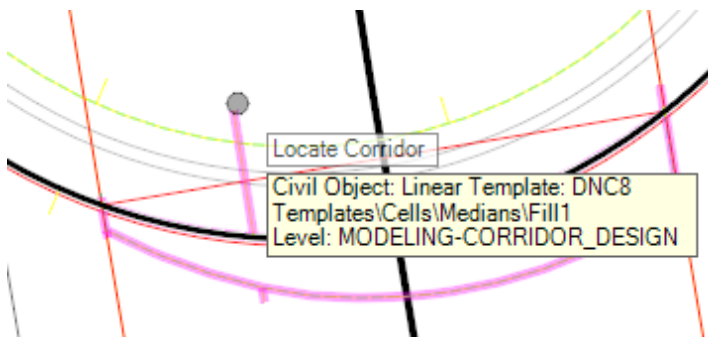 Locate Corridor
Civil Object: Linear Template: DNC8
Templates\Cells\Medians\Fill1
Level: MODELING-CORRIDOR_DESIGN